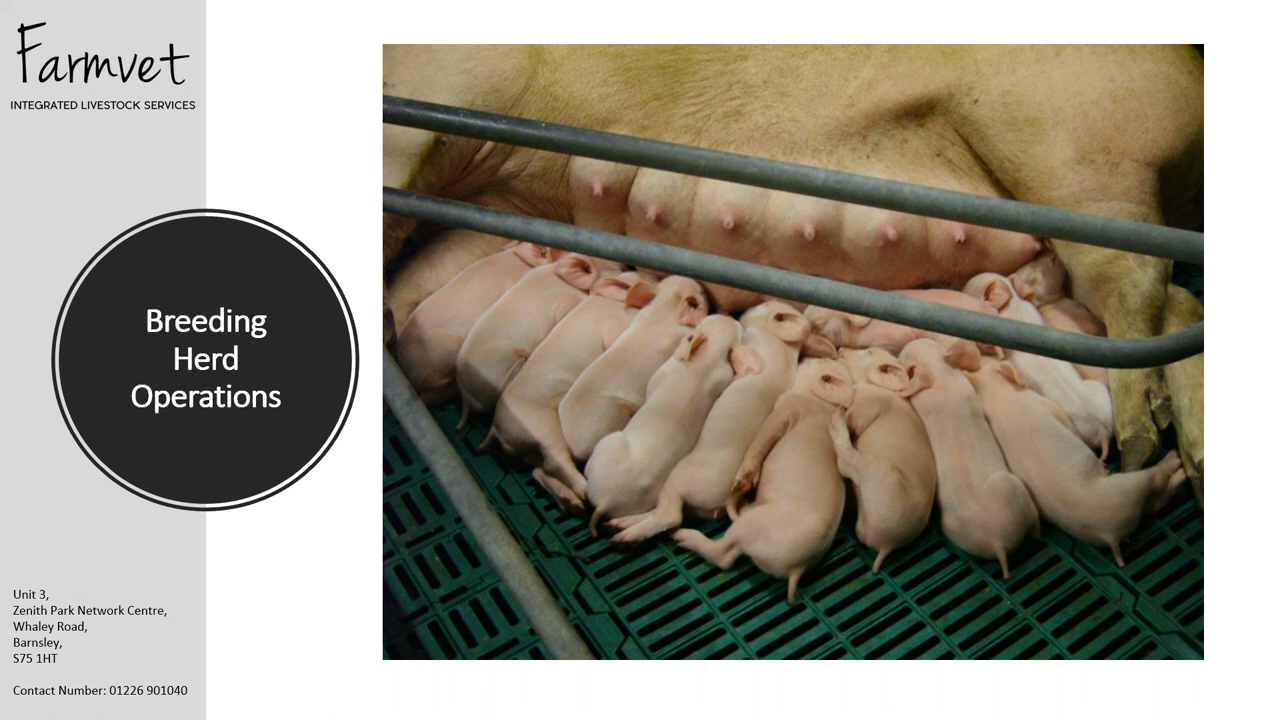 Farmvet
INTEGRATED LIVESTOCK SERVICES
Breeding
Herd
Operations
Unit 3,
Zenith Park Network Centre,
Whaley Road,
Barnsley,
S75 1HT
Contact Number: 01226 901040